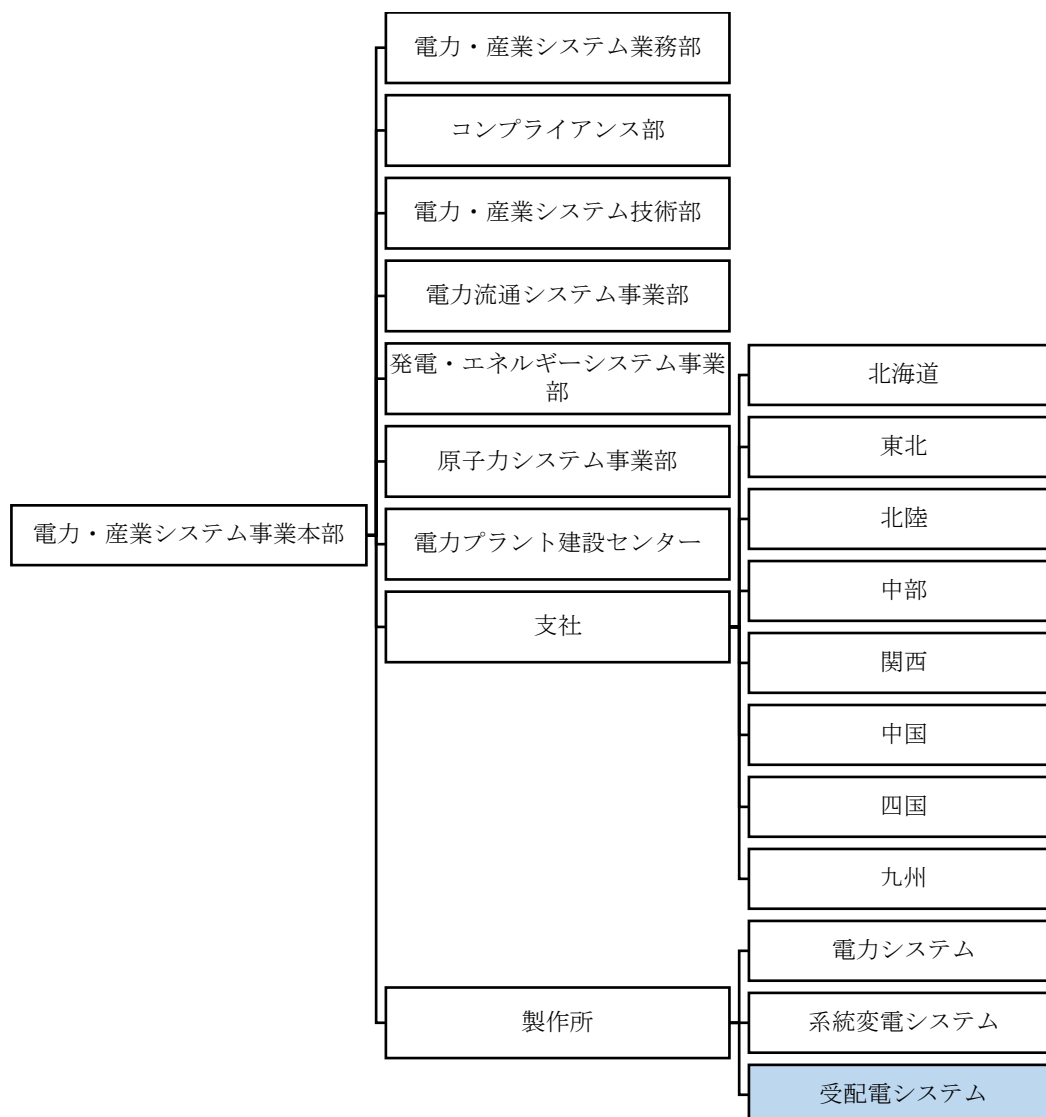 電力・産業システム業務部
コンプライアンス部
電力・産業システム技術部
電力流通システム事業部
発電・エネルギーシステム事業
部
原子力システム事業部
電力・産業システム事業本部
電力プラント建設センター
支社
北海道
東北
北陸
中部
関西
中国
四国
九州
製作所
電力システム
系統変電システム
受配電システム